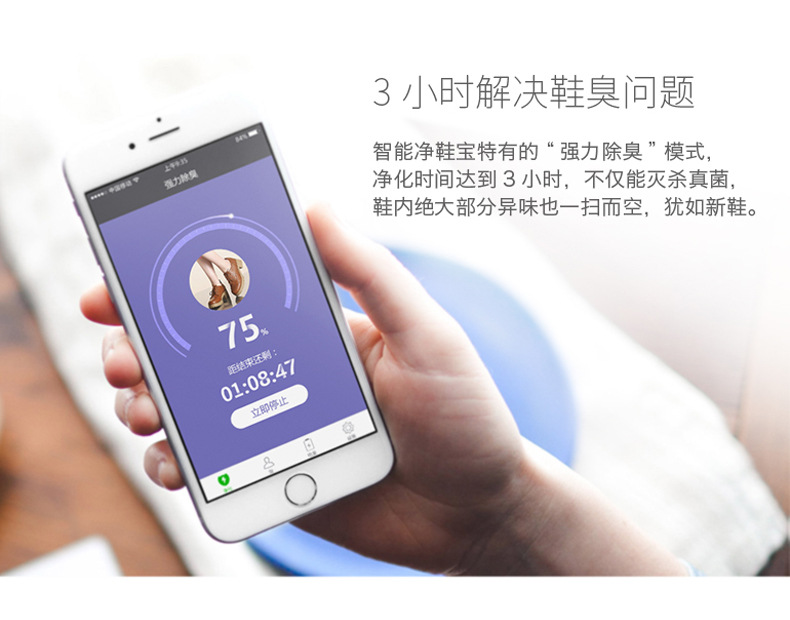 3 小时解决鞋臭问题
智能净鞋宝特有的“ 强力除臭 ”模式，
净化时间达到 3 小时，不仅能灭杀真菌，
鞋内绝大部分异味也一扫而空，犹如新鞋。
中国移动
上午9:35
84%
强力除臭
75%
距结束还剩：
01:08:47
立即停止